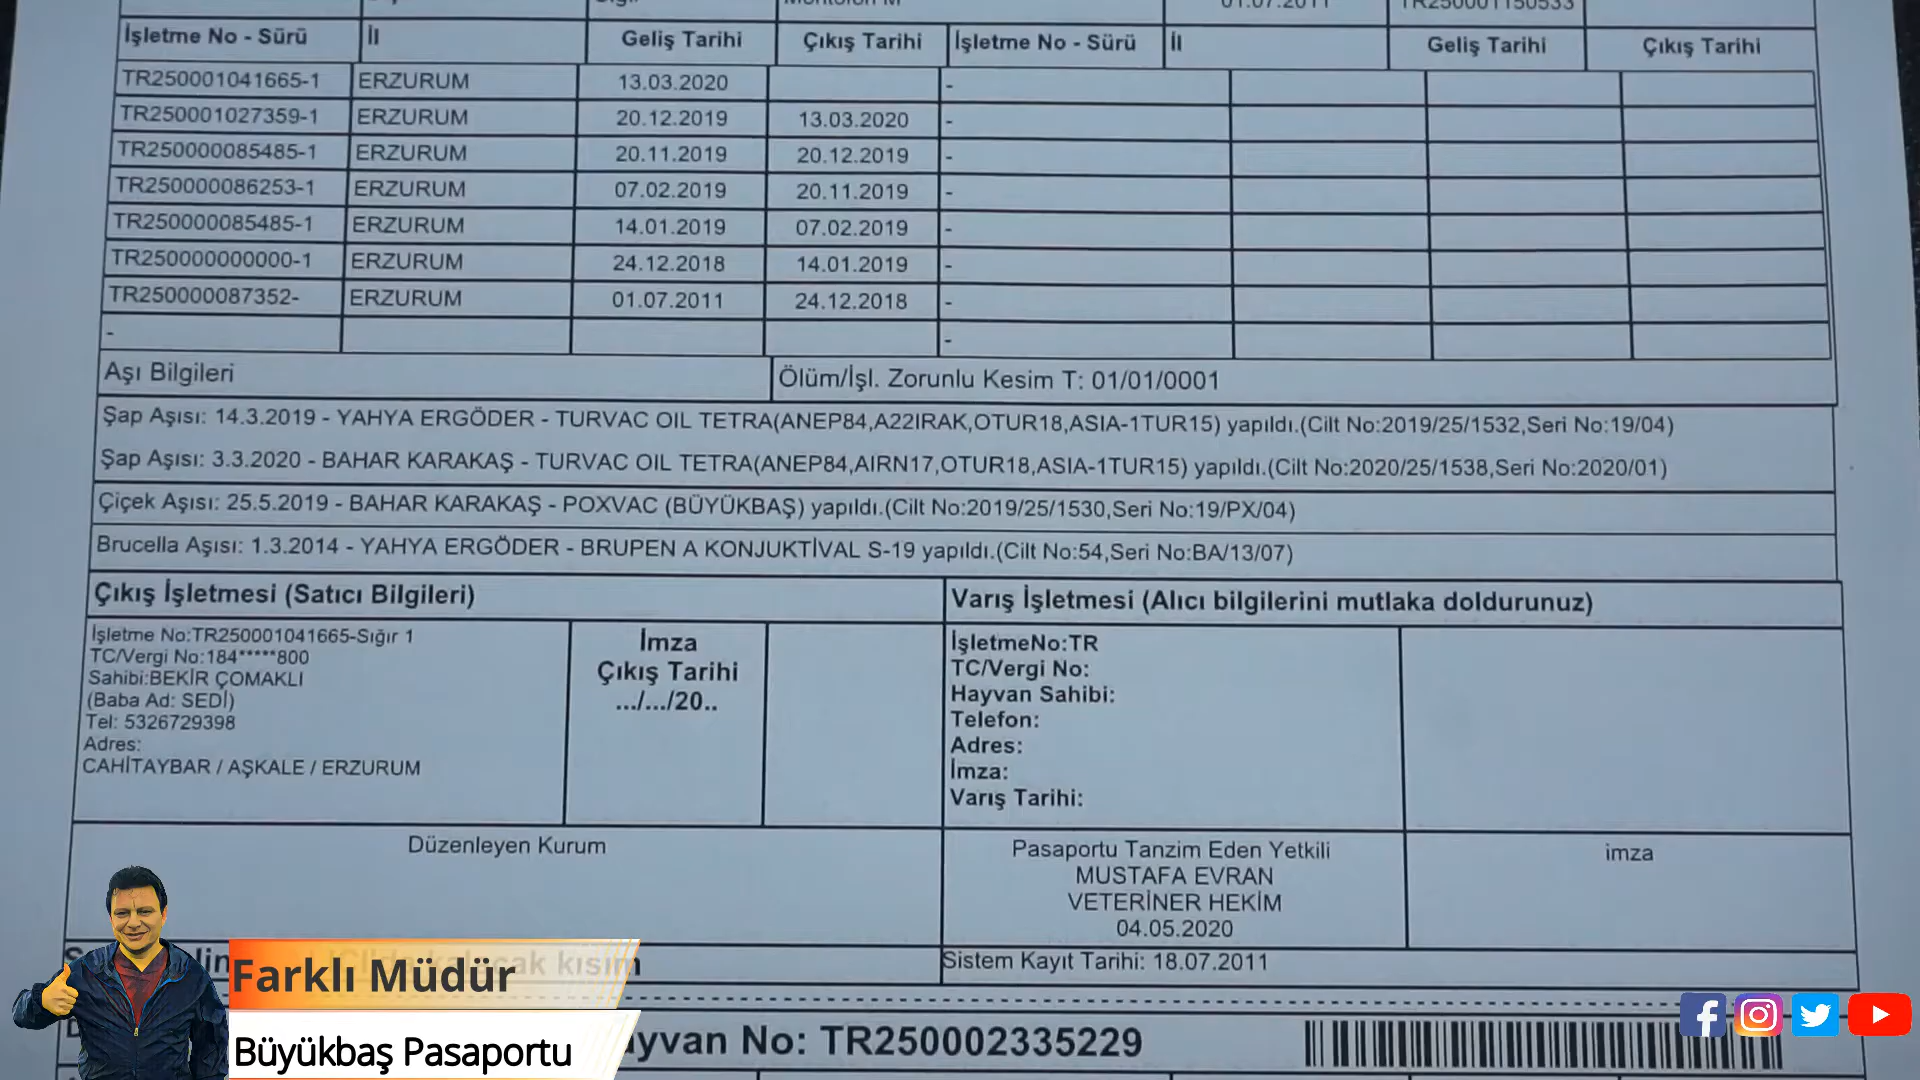 01.07.2011 TR250001150533
İşletme No - Sürü İl Geliş Tarihi Çıkış Tarihi İşletme No - Sürü İl Geliş Tarihi Çıkış Tarihi
TR250001041665-1 ERZURUM 13.03.2020 -
TR250001027359-1 ERZURUM 20.12.2019 13.03.2020 -
TR250000085485-1 ERZURUM 20.11.2019 20.12.2019 -
TR250000086253-1 ERZURUM 07.02.2019 20.11.2019 -
TR250000085485-1 ERZURUM 14.01.2019 07.02.2019 -
TR250000000000-1 ERZURUM 24.12.2018 14.01.2019 -
TR250000087352- ERZURUM 01.07.2011 24.12.2018 -
- -
Aşı Bilgileri Ölüm/İşl. Zorunlu Kesim T: 01/01/0001
Şap Aşısı: 14.3.2019 - YAHYA ERGÖDER - TURVAC OIL TETRA(ANEP84,A22IRAK,OTUR18,ASIA-1TUR15) yapıldı.(Cilt No:2019/25/1532,Seri No:19/04)
Şap Aşısı: 3.3.2020 - BAHAR KARAKAŞ - TURVAC OIL TETRA(ANEP84,AIRN17,OTUR18,ASIA-1TUR15) yapıldı.(Cilt No:2020/25/1538,Seri No:2020/01)
Çiçek Aşısı: 25.5.2019 - BAHAR KARAKAŞ - POXVAC (BÜYÜKBAŞ) yapıldı.(Cilt No:2019/25/1530,Seri No:19/PX/04)
Brucella Aşısı: 1.3.2014 - YAHYA ERGÖDER - BRUPEN A KONJUKTİVAL S-19 yapıldı.(Cilt No:54,Seri No:BA/13/07)
Çıkış İşletmesi (Satıcı Bilgileri)
İşletme No:TR250001041665-Sığır 1
TC/Vergi No:184*****800
Sahibi:BEKİR ÇOMAKLI
(Baba Ad: SEDİ)
Tel: 5326729398
Adres:
CAHİTAYBAR / AŞKALE / ERZURUM
İmza
Çıkış Tarihi
.../.../20..
Varış İşletmesi (Alıcı bilgilerini mutlaka doldurunuz)
İşletmeNo:TR
TC/Vergi No:
Hayvan Sahibi:
Telefon:
Adres:
İmza:
Varış Tarihi:
Düzenleyen Kurum
Pasaportu Tanzim Eden Yetkili
MUSTAFA EVRAN
VETERİNER HEKİM
04.05.2020
imza
Sistem Kayıt Tarihi: 18.07.2011
Farklı Müdür
Büyükbaş Pasaportu
No: TR250002335229